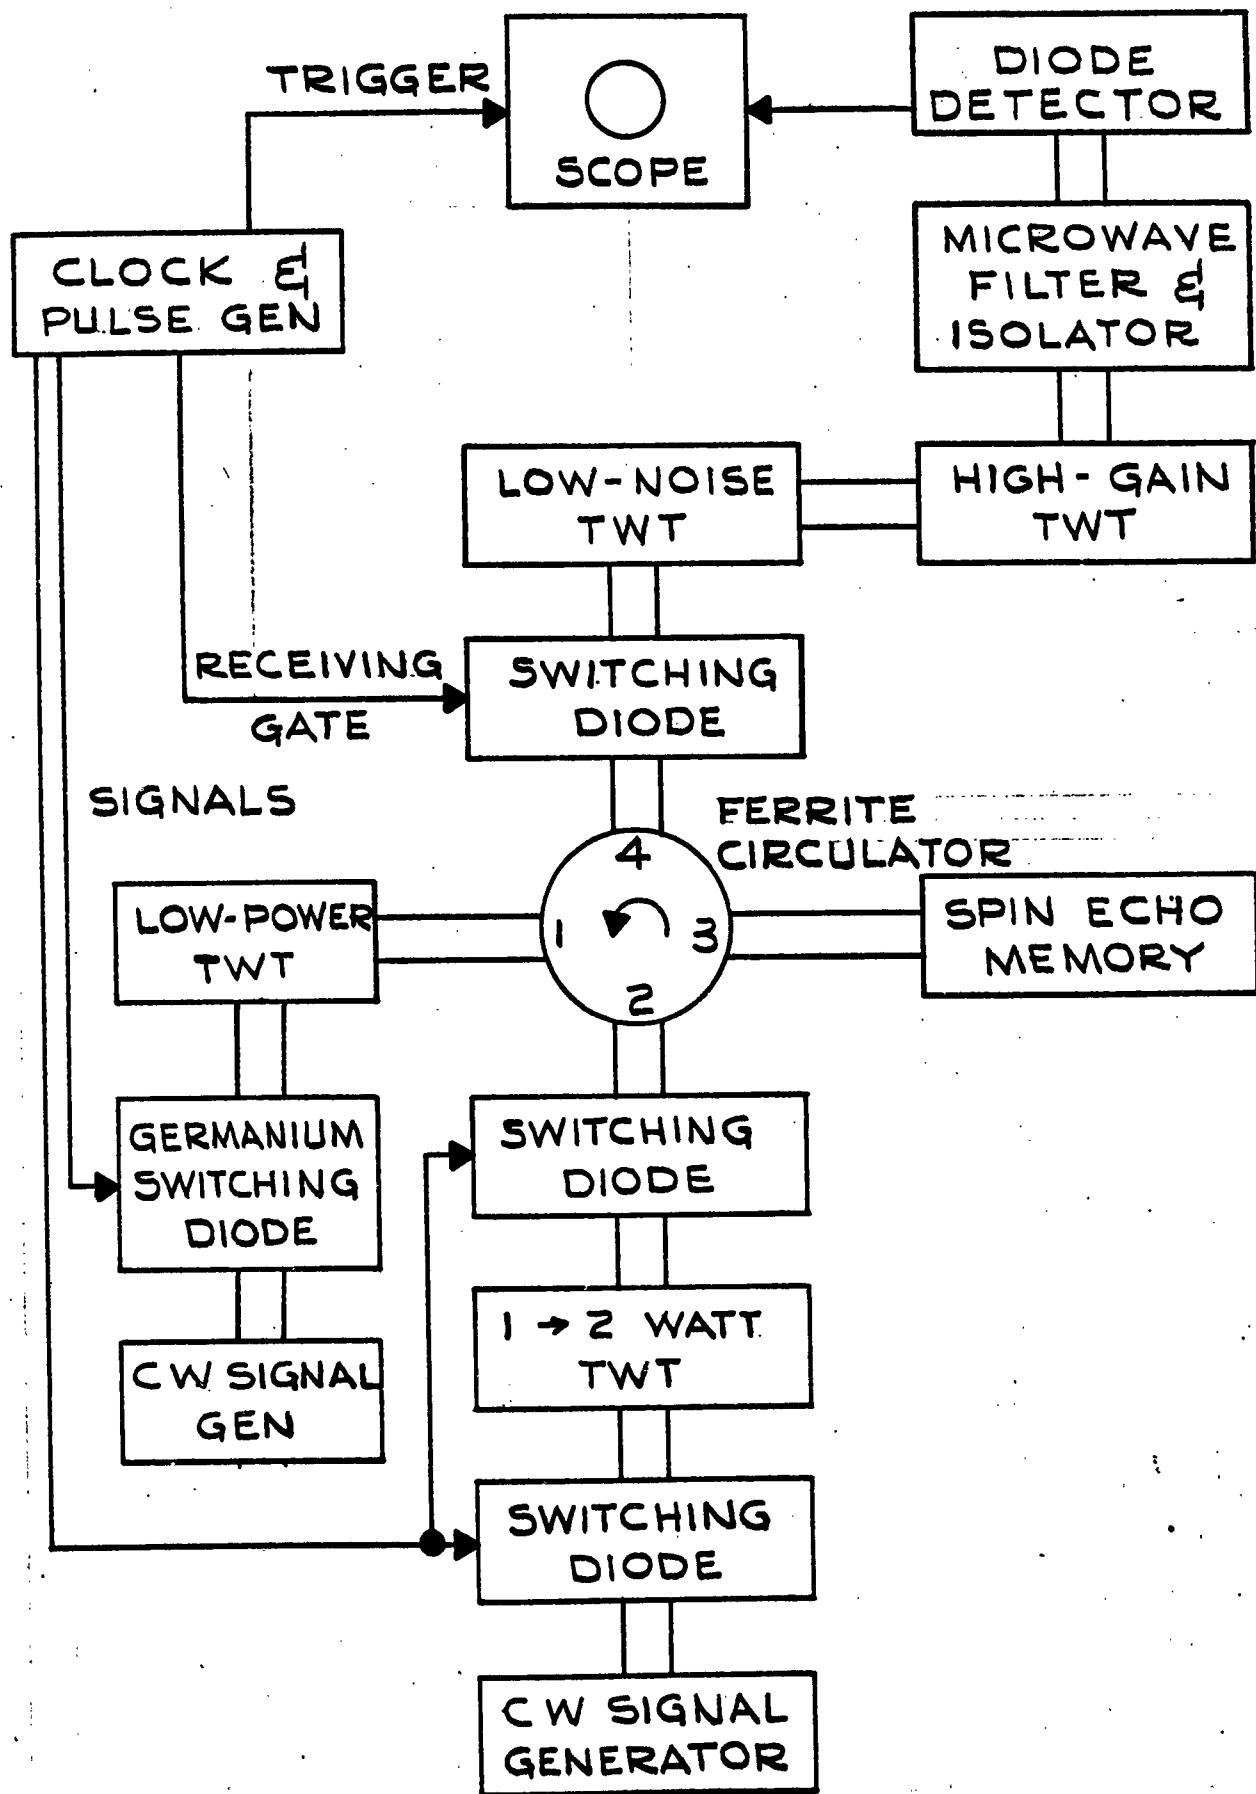 TRIGGER
SCOPE
DIODE
DETECTOR
CLOCK &
PULSE GEN
MICROWAVE
FILTER &
ISOLATOR
LOW-NOISE
TWT
HIGH-GAIN
TWT
RECEIVING
GATE
SWITCHING
DIODE
SIGNALS
FERRITE
CIRCULATOR
4
1
3
2
LOW-POWER
TWT
SPIN ECHO
MEMORY
GERMANIUM
SWITCHING
DIODE
SWITCHING
DIODE
1 → 2 WATT
TWT
CW SIGNAL
GEN
SWITCHING
DIODE
CW SIGNAL
GENERATOR